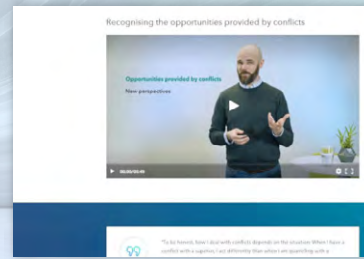 Recognising the opportunities provided by conflicts
Opportunities provided by conflicts
New perspectives
"To be honest, how I deal with conflicts depends on the situation. When I have a
conflict with a superior, I act differently than when I am quarrelling with a